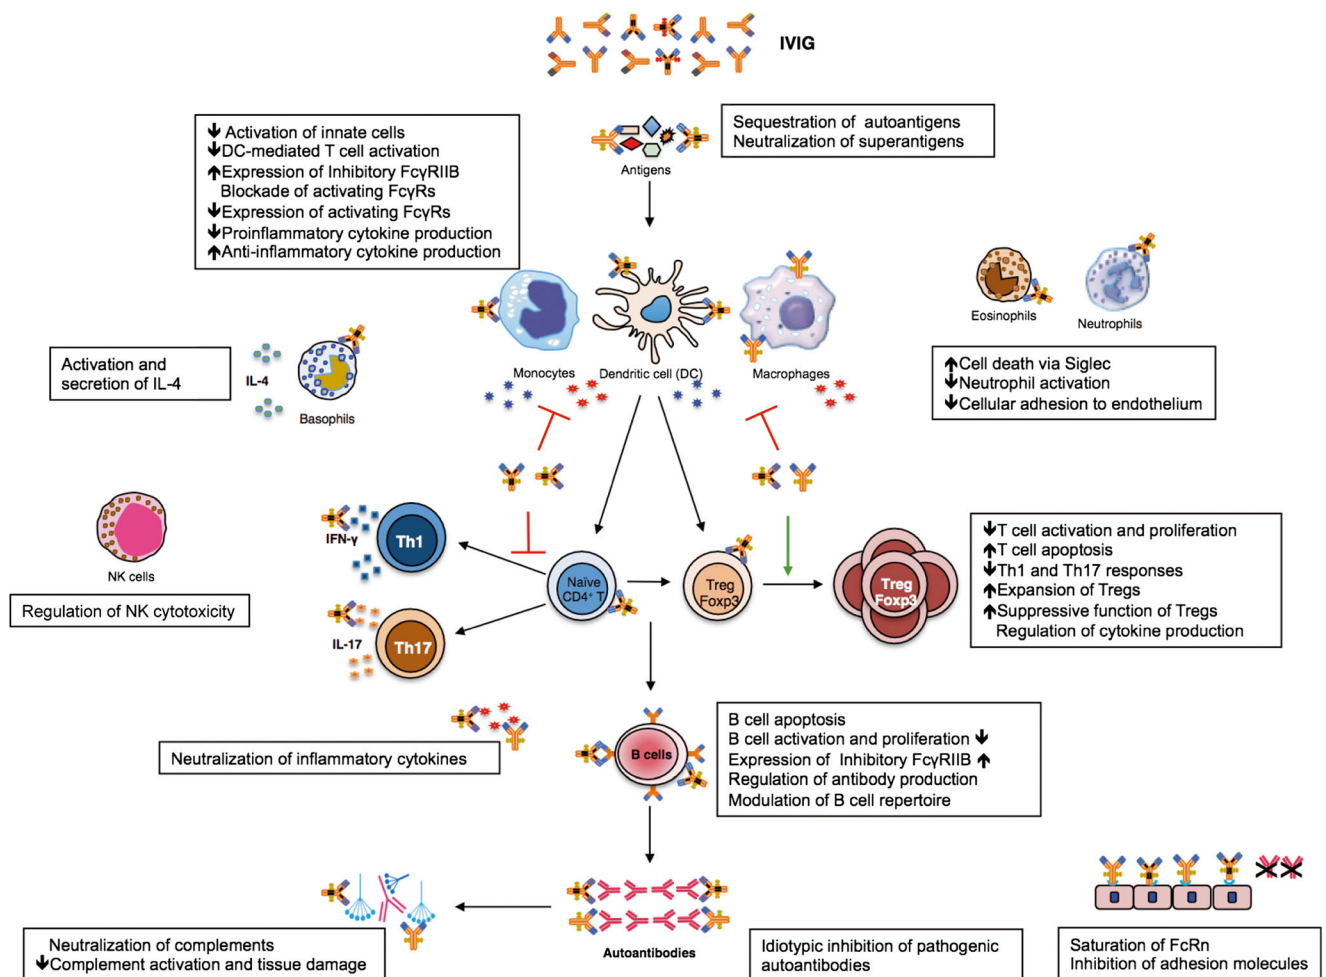 IVIG
↓ Activation of innate cells
↓DC-mediated T cell activation
↑Expression of Inhibitory FcγRIIB
Blockade of activating FcγRs
↓Expression of activating FcγRs
↓Proinflammatory cytokine production
↑Anti-inflammatory cytokine production
Sequestration of autoantigens
Neutralization of superantigens
Antigens
Eosinophils
Neutrophils
Monocytes
Dendritic cell (DC)
Macrophages
Activation and
secretion of IL-4
IL-4
Basophils
↑Cell death via Siglec
↓Neutrophil activation
↓Cellular adhesion to endothelium
NK cells
Regulation of NK cytotoxicity
IFN-γ
Th1
IL-17
Th17
Naïve
CD4⁺ T
Treg
Foxp3
Treg
Foxp3
↓T cell activation and proliferation
↑T cell apoptosis
↓Th1 and Th17 responses
↑Expansion of Tregs
↑Suppressive function of Tregs
Regulation of cytokine production
Neutralization of inflammatory cytokines
B cells
B cell apoptosis
B cell activation and proliferation ↓
Expression of Inhibitory FcγRIIB ↑
Regulation of antibody production
Modulation of B cell repertoire
Neutralization of complements
↓Complement activation and tissue damage
Autoantibodies
Idiotypic inhibition of pathogenic
autoantibodies
Saturation of FcRn
Inhibition of adhesion molecules